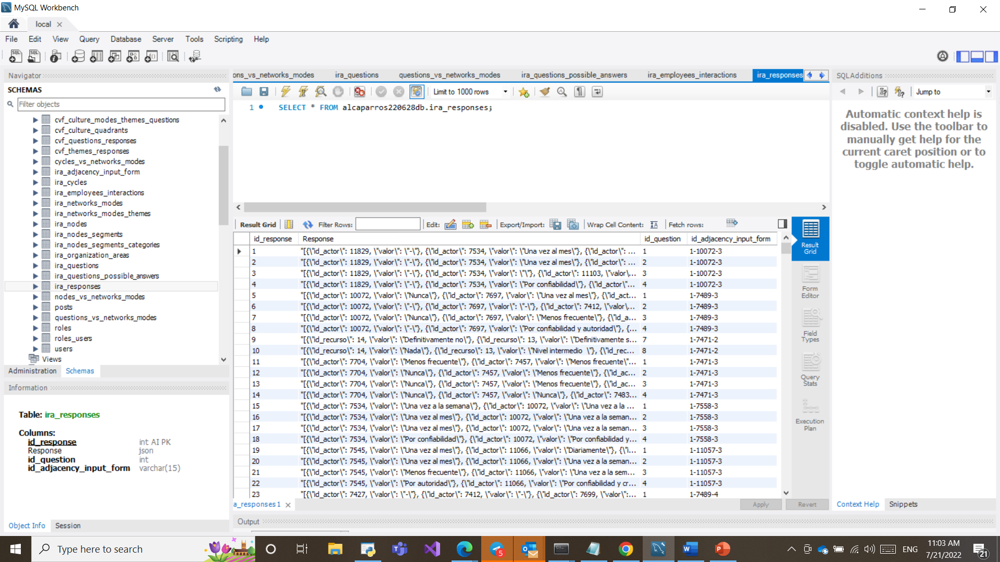 MySQL Workbench
local
File Edit View Query Database Server Tools Scripting Help
Navigator
SCHEMAS
Filter objects
cvf_culture_modes_themes_questions
cvf_culture_quadrants
cvf_questions_responses
cvf_themes_responses
cycles_vs_networks_modes
ira_adjacency_input_form
ira_cycles
ira_employees_interactions
ira_networks_modes
ira_networks_modes_themes
ira_nodes
ira_nodes_segments
ira_nodes_segments_categories
ira_organization_areas
ira_questions
ira_questions_possible_answers
ira_responses
nodes_vs_networks_modes
posts
questions_vs_networks_modes
roles
roles_users
users
Views
Administration Schemas
Information
Table: ira_responses
Columns:
id_response int AI PK
Response json
id_question int
id_adjacency_input_form varchar(15)
Object Info Session
ons_vs_networks_modes ira_questions questions_vs_networks_modes ira_questions_possible_answers ira_employees_interactions ira_responses
Limit to 1000 rows
1 SELECT * FROM alcaparros220628db.ira_responses;
Result Grid Filter Rows: Edit: Export/Import: Wrap Cell Content: Fetch rows:
id_response Response id_question id_adjacency_input_form
1 "[{\"id_actor\": 11829, \"valor\": \"-\"}, {\"id_actor\": 7534, \"valor\": \"Una vez al mes\"}, {\"id_actor\": ... 1 1-10072-3
2 "[{\"id_actor\": 11829, \"valor\": \"-\"}, {\"id_actor\": 7534, \"valor\": \"Una vez al mes\"}, {\"id_actor\": ... 2 1-10072-3
3 "[{\"id_actor\": 11829, \"valor\": \"-\"}, {\"id_actor\": 7534, \"valor\": \"\"}, {\"id_actor\": 11103, \"valor\... 3 1-10072-3
4 "[{\"id_actor\": 11829, \"valor\": \"-\"}, {\"id_actor\": 7534, \"valor\": \"Por confiabilidad\"}, {\"id_actor\"... 4 1-10072-3
5 "[{\"id_actor\": 10072, \"valor\": \"Nunca\"}, {\"id_actor\": 7697, \"valor\": \"Una vez al mes\"}, {\"id_act... 1 1-7489-3
6 "[{\"id_actor\": 10072, \"valor\": \"-\"}, {\"id_actor\": 7697, \"valor\": \"-\"}, {\"id_actor\": 7412, \"valor\... 2 1-7489-3
7 "[{\"id_actor\": 10072, \"valor\": \"Nunca\"}, {\"id_actor\": 7697, \"valor\": \"Menos frecuente\"}, {\"id_a... 3 1-7489-3
8 "[{\"id_actor\": 10072, \"valor\": \"-\"}, {\"id_actor\": 7697, \"valor\": \"Por confiabilidad y autoridad\"}, {... 4 1-7489-3
9 "[{\"id_recurso\": 14, \"valor\": \"Definitivamente no\"}, {\"id_recurso\": 13, \"valor\": \"Definitivamente s... 7 1-7471-2
10 "[{\"id_recurso\": 14, \"valor\": \"Nada\"}, {\"id_recurso\": 13, \"valor\": \"Nivel intermedio \"}, {\"id_rec... 8 1-7471-2
11 "[{\"id_actor\": 7704, \"valor\": \"Menos frecuente\"}, {\"id_actor\": 7457, \"valor\": \"Menos frecuente\"... 1 1-7471-3
12 "[{\"id_actor\": 7704, \"valor\": \"Nunca\"}, {\"id_actor\": 7457, \"valor\": \"Menos frecuente\"}, {\"id_ac... 2 1-7471-3
13 "[{\"id_actor\": 7704, \"valor\": \"Nunca\"}, {\"id_actor\": 7457, \"valor\": \"Menos frecuente\"}, {\"id_ac... 3 1-7471-3
14 "[{\"id_actor\": 7704, \"valor\": \"Nunca\"}, {\"id_actor\": 7457, \"valor\": \"Nunca\"}, {\"id_actor\": 7483... 4 1-7471-3
15 "[{\"id_actor\": 7534, \"valor\": \"Una vez a la semana\"}, {\"id_actor\": 10072, \"valor\": \"Una vez a la ... 1 1-7558-3
16 "[{\"id_actor\": 7534, \"valor\": \"Una vez al mes\"}, {\"id_actor\": 10072, \"valor\": \"Una vez a la seman... 2 1-7558-3
17 "[{\"id_actor\": 7534, \"valor\": \"Una vez al mes\"}, {\"id_actor\": 10072, \"valor\": \"Una vez a la seman... 3 1-7558-3
18 "[{\"id_actor\": 7534, \"valor\": \"Por confiabilidad\"}, {\"id_actor\": 10072, \"valor\": \"Por confiabilidad y... 4 1-7558-3
19 "[{\"id_actor\": 7545, \"valor\": \"Una vez al mes\"}, {\"id_actor\": 11066, \"valor\": \"Diariamente\"}, {\"i... 1 1-11057-3
20 "[{\"id_actor\": 7545, \"valor\": \"Una vez al mes\"}, {\"id_actor\": 11066, \"valor\": \"Una vez a la seman... 2 1-11057-3
21 "[{\"id_actor\": 7545, \"valor\": \"Menos frecuente\"}, {\"id_actor\": 11066, \"valor\": \"Una vez a la sem... 3 1-11057-3
22 "[{\"id_actor\": 7545, \"valor\": \"Por autoridad\"}, {\"id_actor\": 11066, \"valor\": \"Por confiabilidad y cr... 4 1-11057-3
23 "[{\"id_actor\": 7427, \"valor\": \"-\"}, {\"id_actor\": 7412, \"valor\": \"-\"}, {\"id_actor\": 7699, \"valor\":... 1 1-7489-4
a_responses1
Apply Revert
Output
Result
Grid
Form
Editor
Field
Types
Query
Stats
Execution
Plan
SQLAdditions
Jump to
Automatic context help is
disabled. Use the toolbar to
manually get help for the
current caret position or to
toggle automatic help.
Context Help Snippets
Type here to search
5
ENG
11:03 AM
7/21/2022
21